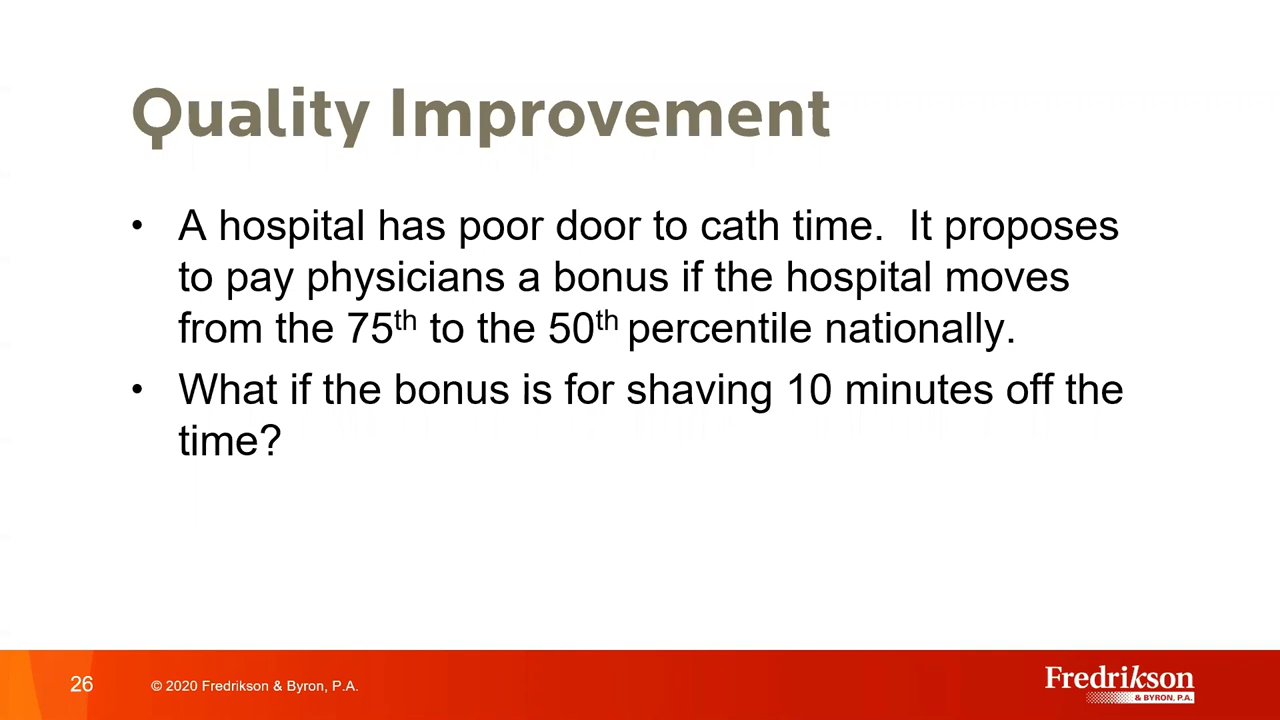 Quality Improvement
• A hospital has poor door to cath time.  It proposes
to pay physicians a bonus if the hospital moves
from the 75th to the 50th percentile nationally.
• What if the bonus is for shaving 10 minutes off the
time?
26
© 2020 Fredrikson & Byron, P.A.
Fredrikson
& BYRON, P.A.